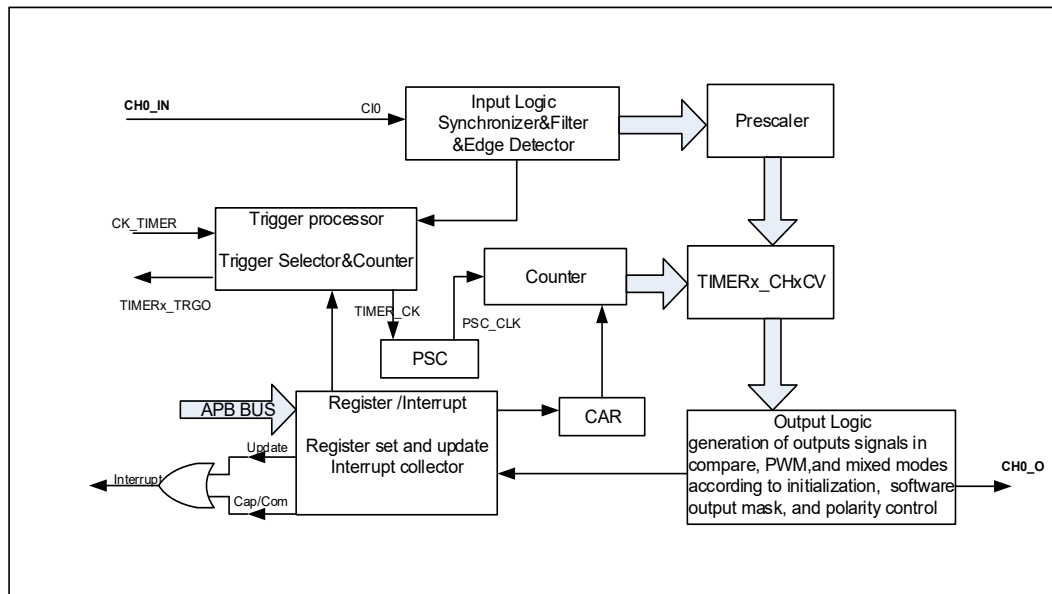 CH0_IN
CI0
Input Logic
Synchronizer&Filter
&Edge Detector
Prescaler
CK_TIMER
Trigger processor
Trigger Selector&Counter
TIMERx_TRGO
TIMER_CK
PSC
PSC_CLK
Counter
TIMERx_CHxCV
APB BUS
Register /Interrupt
Register set and update
Interrupt collector
CAR
Update
Interrupt
Cap/Com
Output Logic
generation of outputs signals in
compare, PWM,and mixed modes
according to initialization, software
output mask, and polarity control
CH0_O